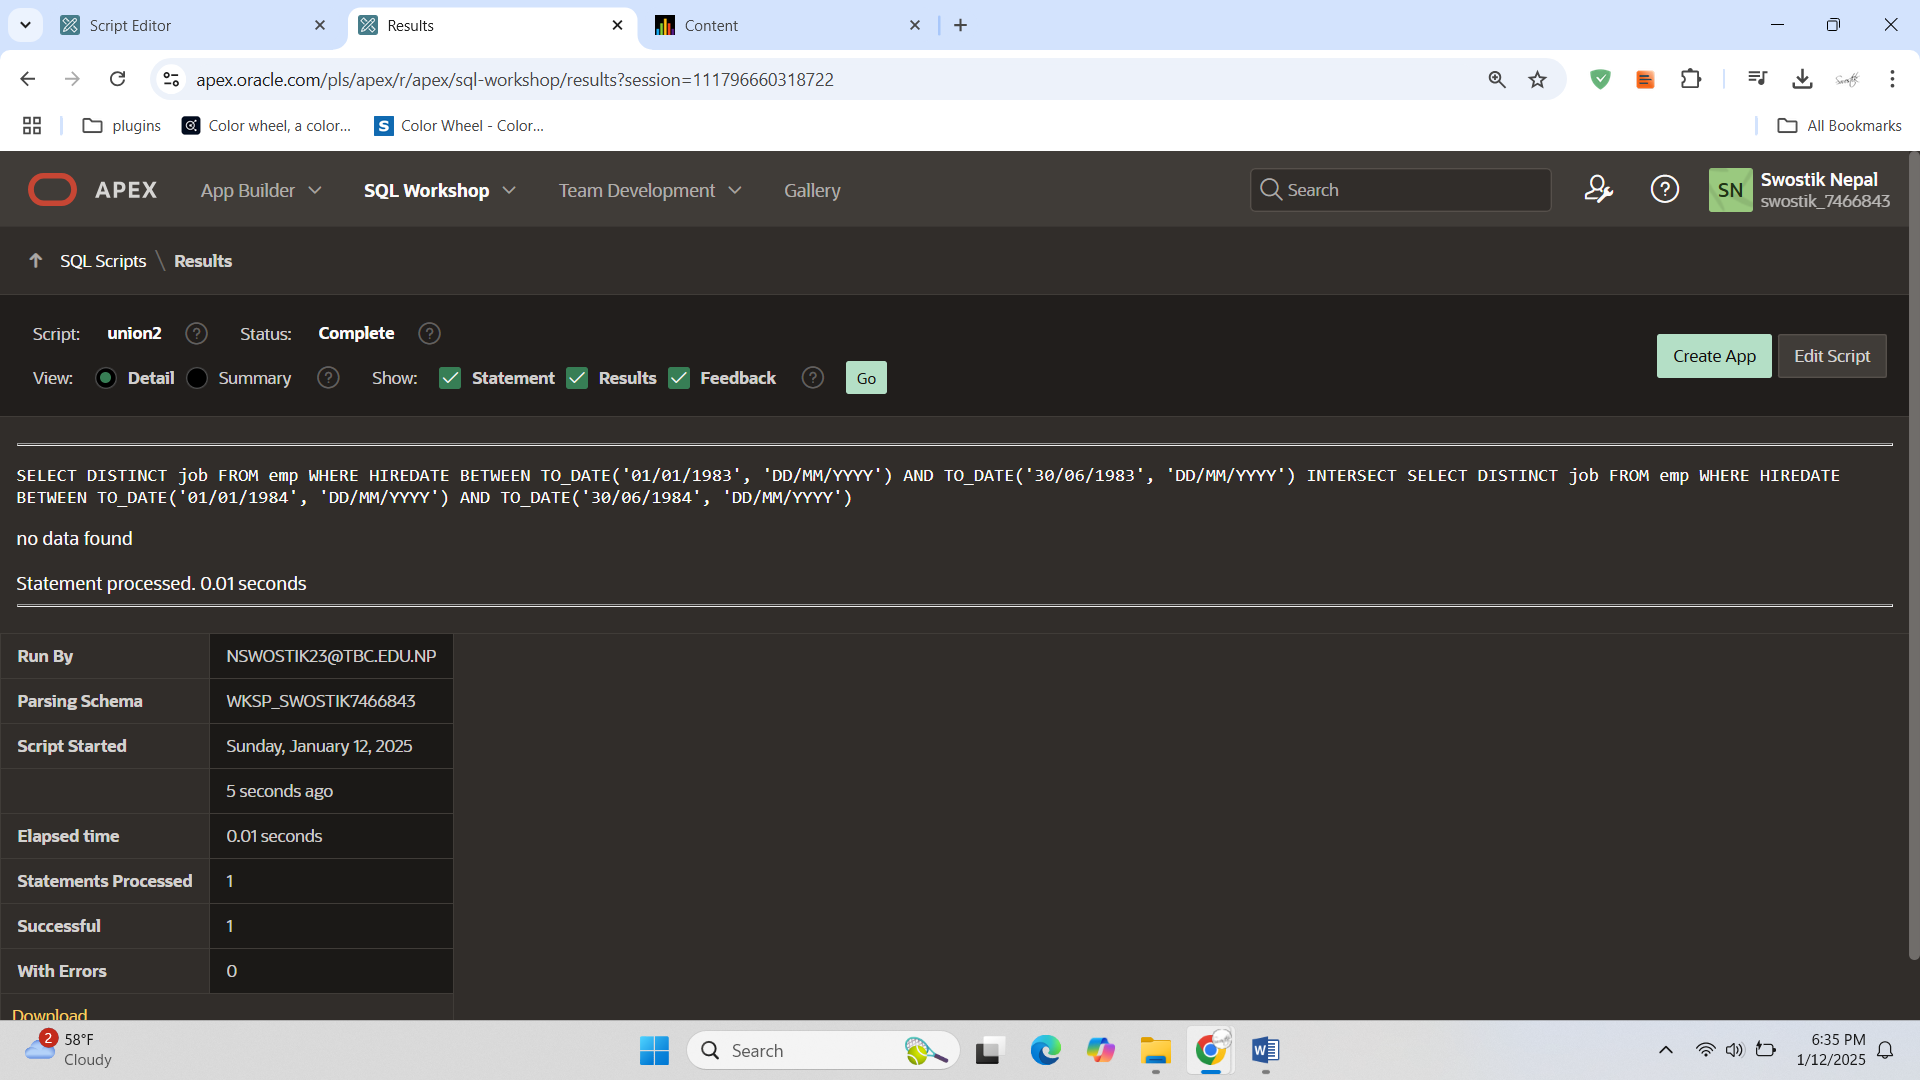 Script Editor
Results
Content
apex.oracle.com/pls/apex/r/apex/sql-workshop/results?session=111796660318722
plugins
Color wheel, a color...
S
Color Wheel - Color...
All Bookmarks
APEX
App Builder
SQL Workshop
Team Development
Gallery
Search
?
SN
Swostik Nepal
swostik_7466843
SQL Scripts \ Results
Script: union2 ? Status: Complete ?
View: Detail Summary ? Show: Statement Results Feedback ? Go
Create App
Edit Script
SELECT DISTINCT job FROM emp WHERE HIREDATE BETWEEN TO_DATE('01/01/1983', 'DD/MM/YYYY') AND TO_DATE('30/06/1983', 'DD/MM/YYYY') INTERSECT SELECT DISTINCT job FROM emp WHERE HIREDATE
BETWEEN TO_DATE('01/01/1984', 'DD/MM/YYYY') AND TO_DATE('30/06/1984', 'DD/MM/YYYY')
no data found
Statement processed. 0.01 seconds
Run By NSWOSTIK23@TBC.EDU.NP
Parsing Schema WKSP_SWOSTIK7466843
Script Started Sunday, January 12, 2025
5 seconds ago
Elapsed time 0.01 seconds
Statements Processed 1
Successful 1
With Errors 0
Download
2
58°F
Cloudy
Search
W
6:35 PM
1/12/2025